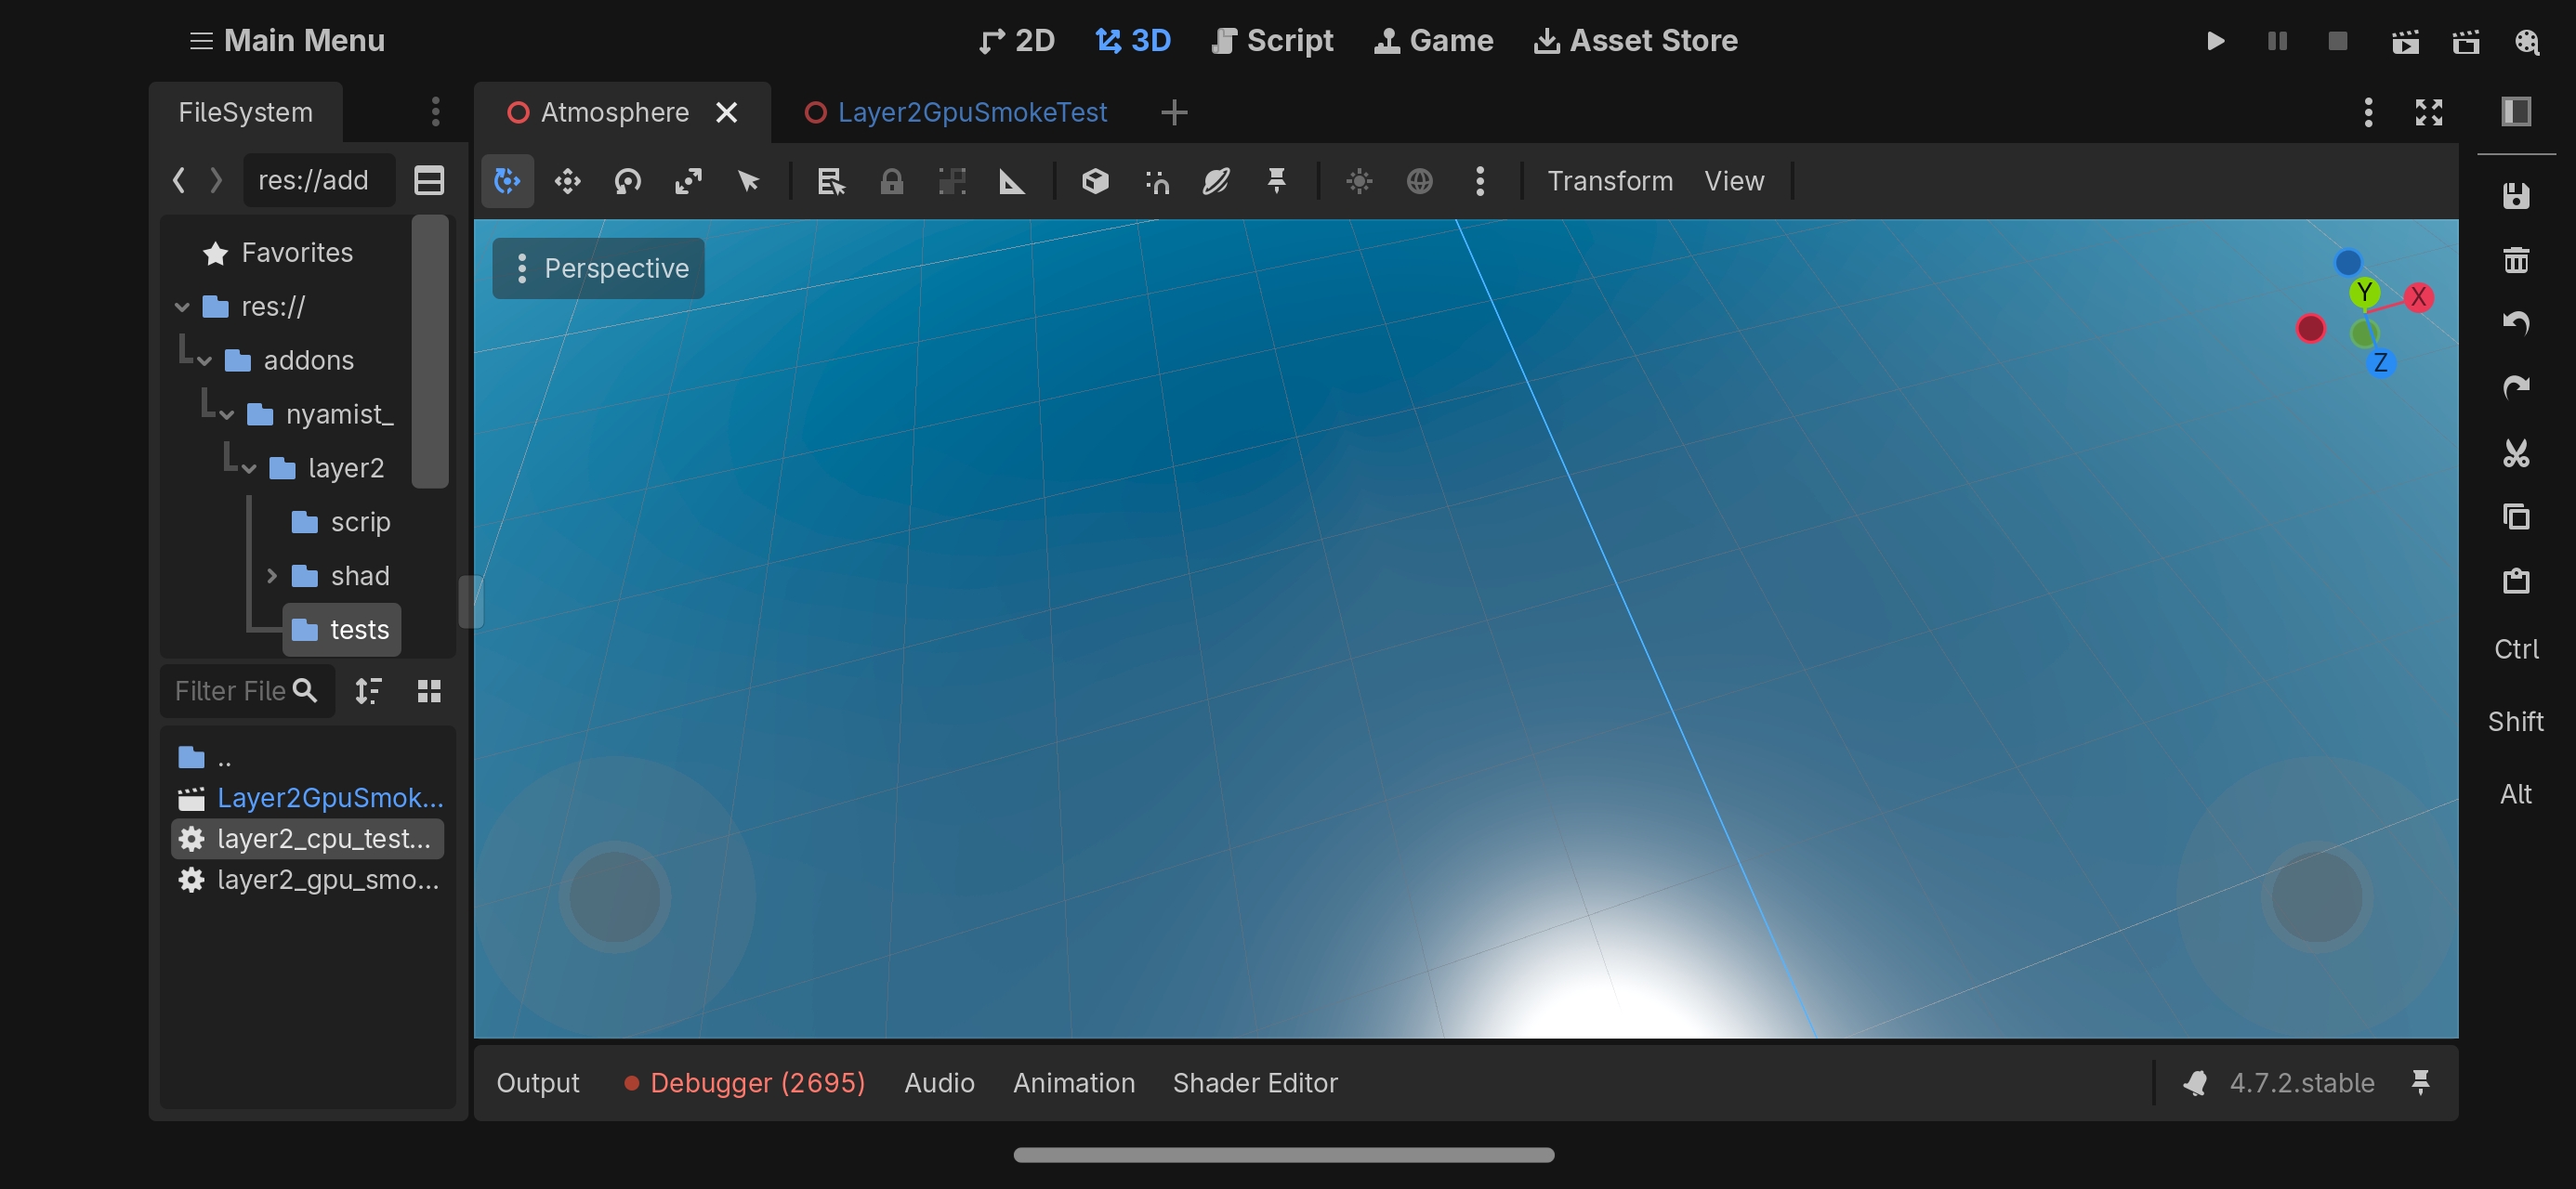 Main Menu
2D
3D
Script
Game
Asset Store
FileSystem
Atmosphere
Layer2GpuSmokeTest
res://add
Transform
View
Favorites
res://
addons
nyamist_
layer2
scrip
shad
tests
Perspective
Y
X
Z
Filter File
..
Layer2GpuSmok...
layer2_cpu_test...
layer2_gpu_smo...
Ctrl
Shift
Alt
Output
Debugger (2695)
Audio
Animation
Shader Editor
4.7.2.stable